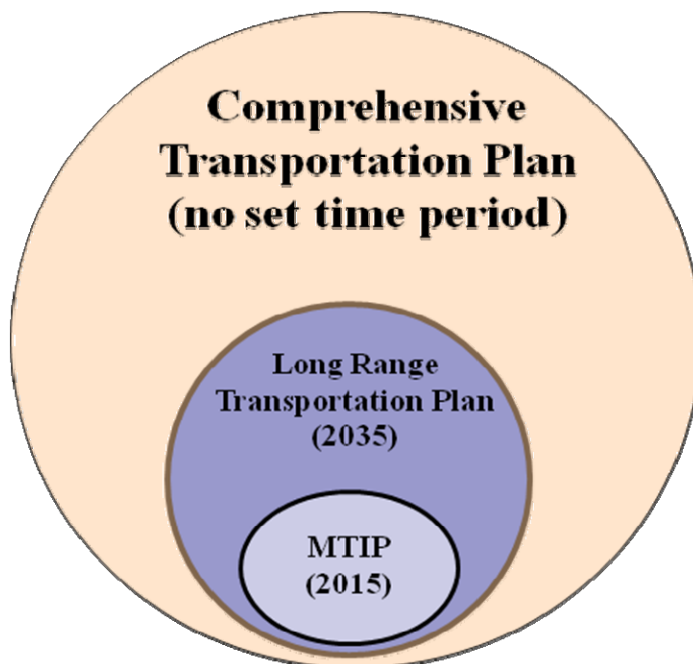 Comprehensive
Transportation Plan
(no set time period)
Long Range
Transportation Plan
(2035)
MTIP
(2015)